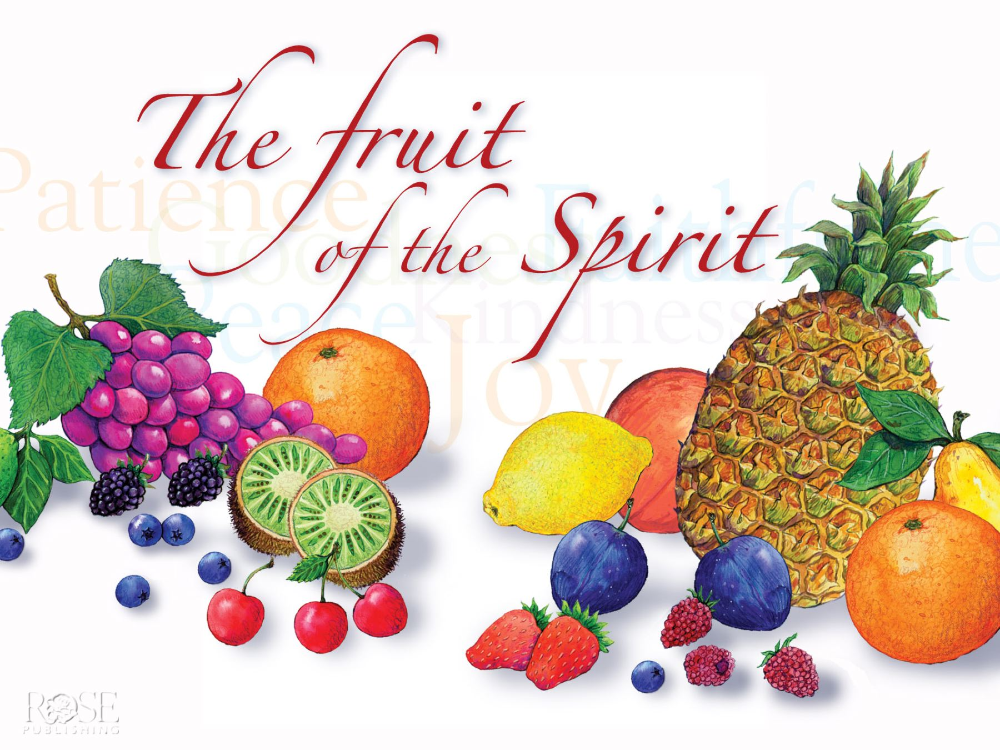 The fruit
of the Spirit
Patience
Goodness
Faithfulne
Peace
Kindness
Joy
ROSE
PUBLISHING